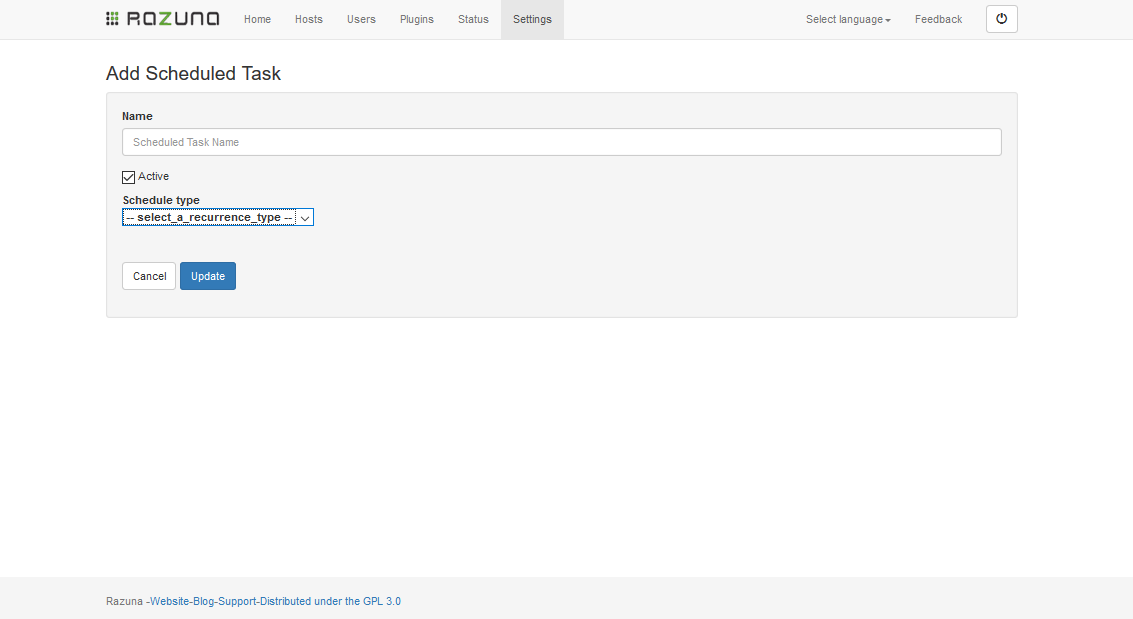 RAZUNA Home Hosts Users Plugins Status Settings Select language Feedback
Add Scheduled Task
Name
Scheduled Task Name
Active
Schedule type
-- select_a_recurrence_type --
Cancel Update
Razuna -Website-Blog-Support-Distributed under the GPL 3.0